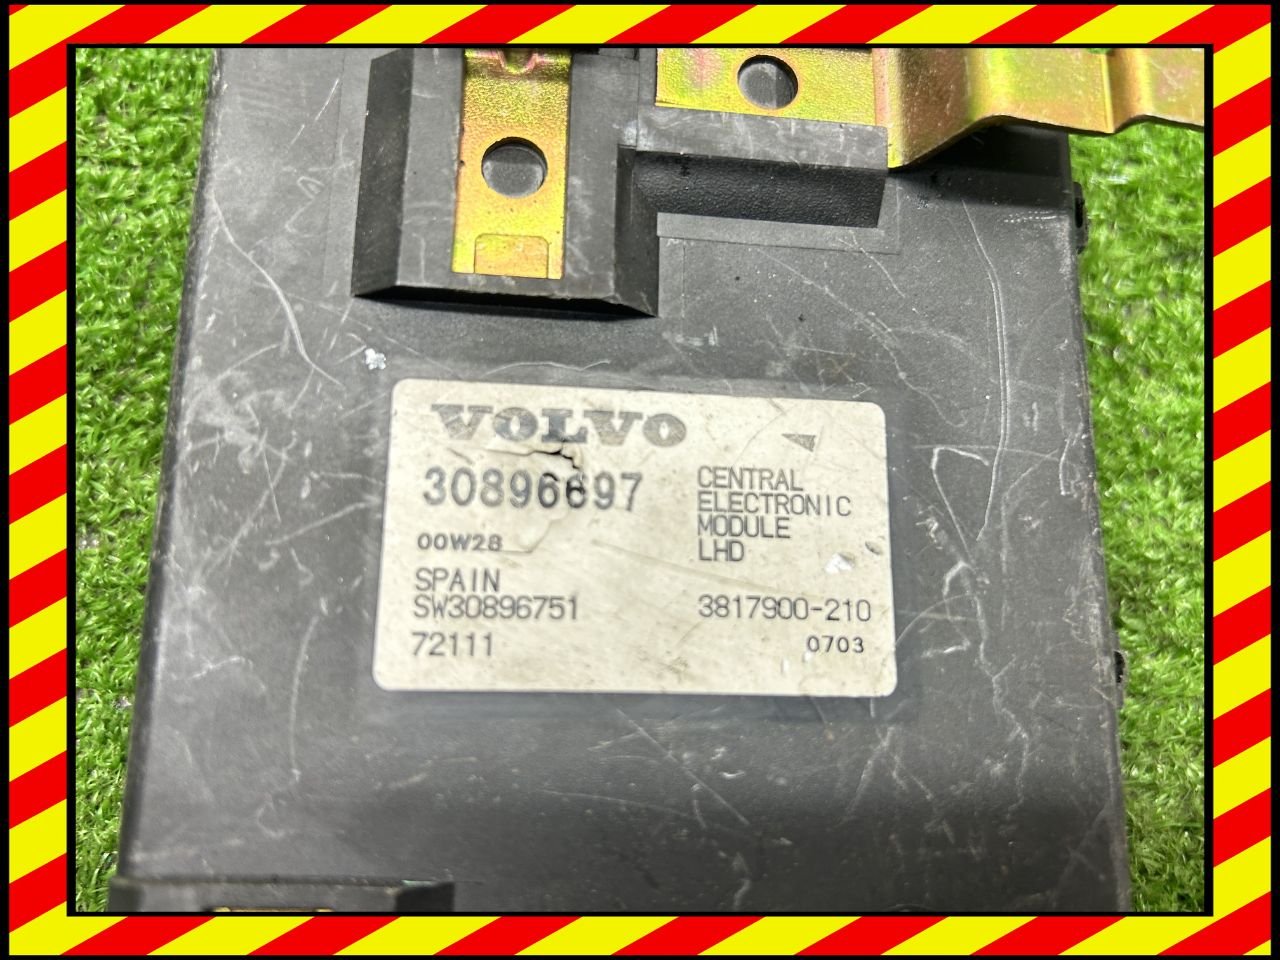 VOLVO
30896697
CENTRAL
ELECTRONIC
MODULE
LHD
00W28
SPAIN
SW30896751
3817900-210
72111
0703